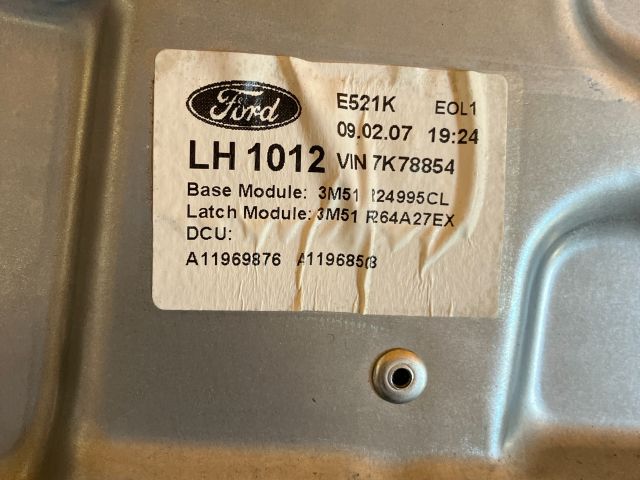 Ford
E521K EOL1
09.02.07 19:24
LH 1012 VIN 7K78854
Base Module: 3M51 R24995CL
Latch Module: 3M51 R64A27EX
DCU:
A11969876